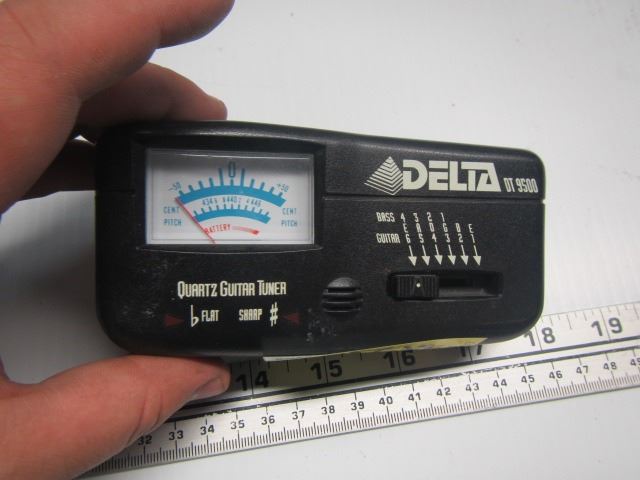 DELTA DT 9500
-50 0 +50
CENT CENT
PITCH PITCH
BATTERY
BASS 4 3 2 1
E A D G B E
GUITAR 6 5 4 3 2 1
QUARTZ GUITAR TUNER
♭ FLAT SHARP #
14 15 16 17 18 19
32 33 34 35 36 37 38 39 40 41 42 43 44 45 46 47 48 49